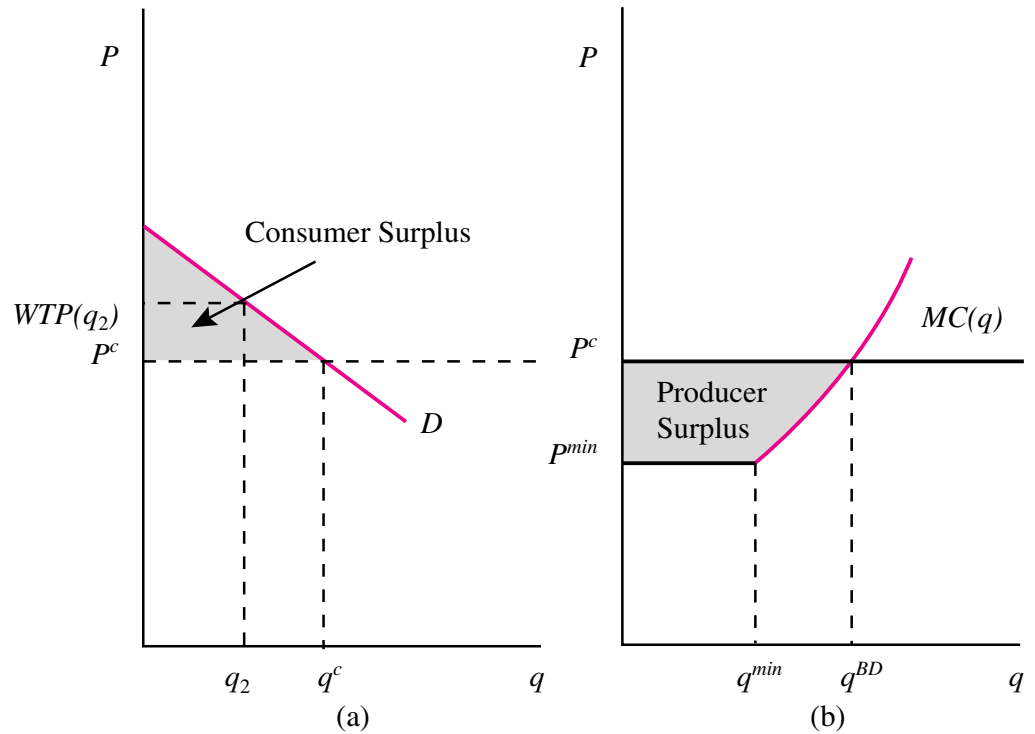 P
Consumer Surplus
WTP(q₂)
Pᶜ
D
q₂
qᶜ
q
(a)
P
MC(q)
Pᶜ
Producer
Surplus
Pᵐⁱⁿ
qᵐⁱⁿ
qᴮᴰ
q
(b)